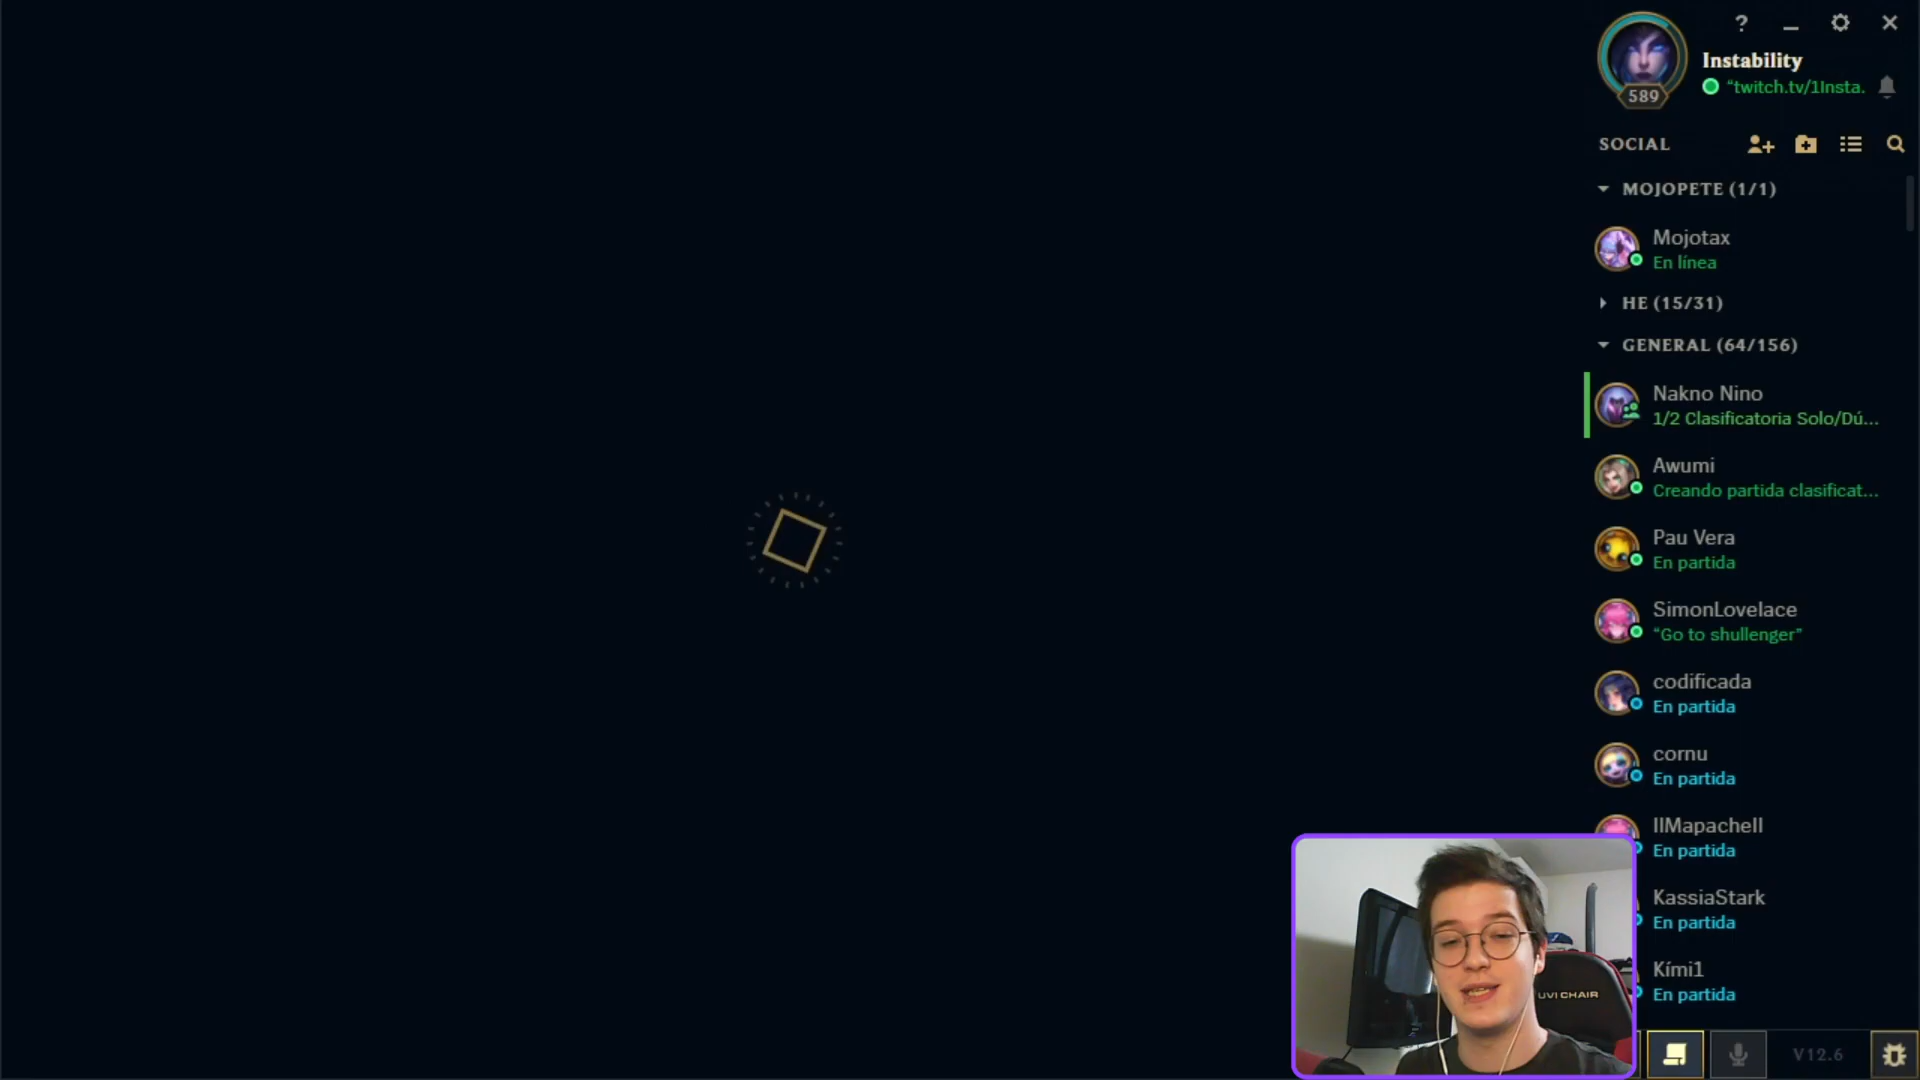 ?
Instability
“twitch.tv/1Insta.
589
SOCIAL
MOJOPETE (1/1)
Mojotax
En línea
HE (15/31)
GENERAL (64/156)
Nakno Nino
1/2 Clasificatoria Solo/Dú...
Awumi
Creando partida clasificat...
Pau Vera
En partida
SimonLovelace
“Go to shullenger”
codificada
En partida
cornu
En partida
IlMapachell
En partida
KassiaStark
En partida
Kími1
En partida
UVI CHAIR
V12.6